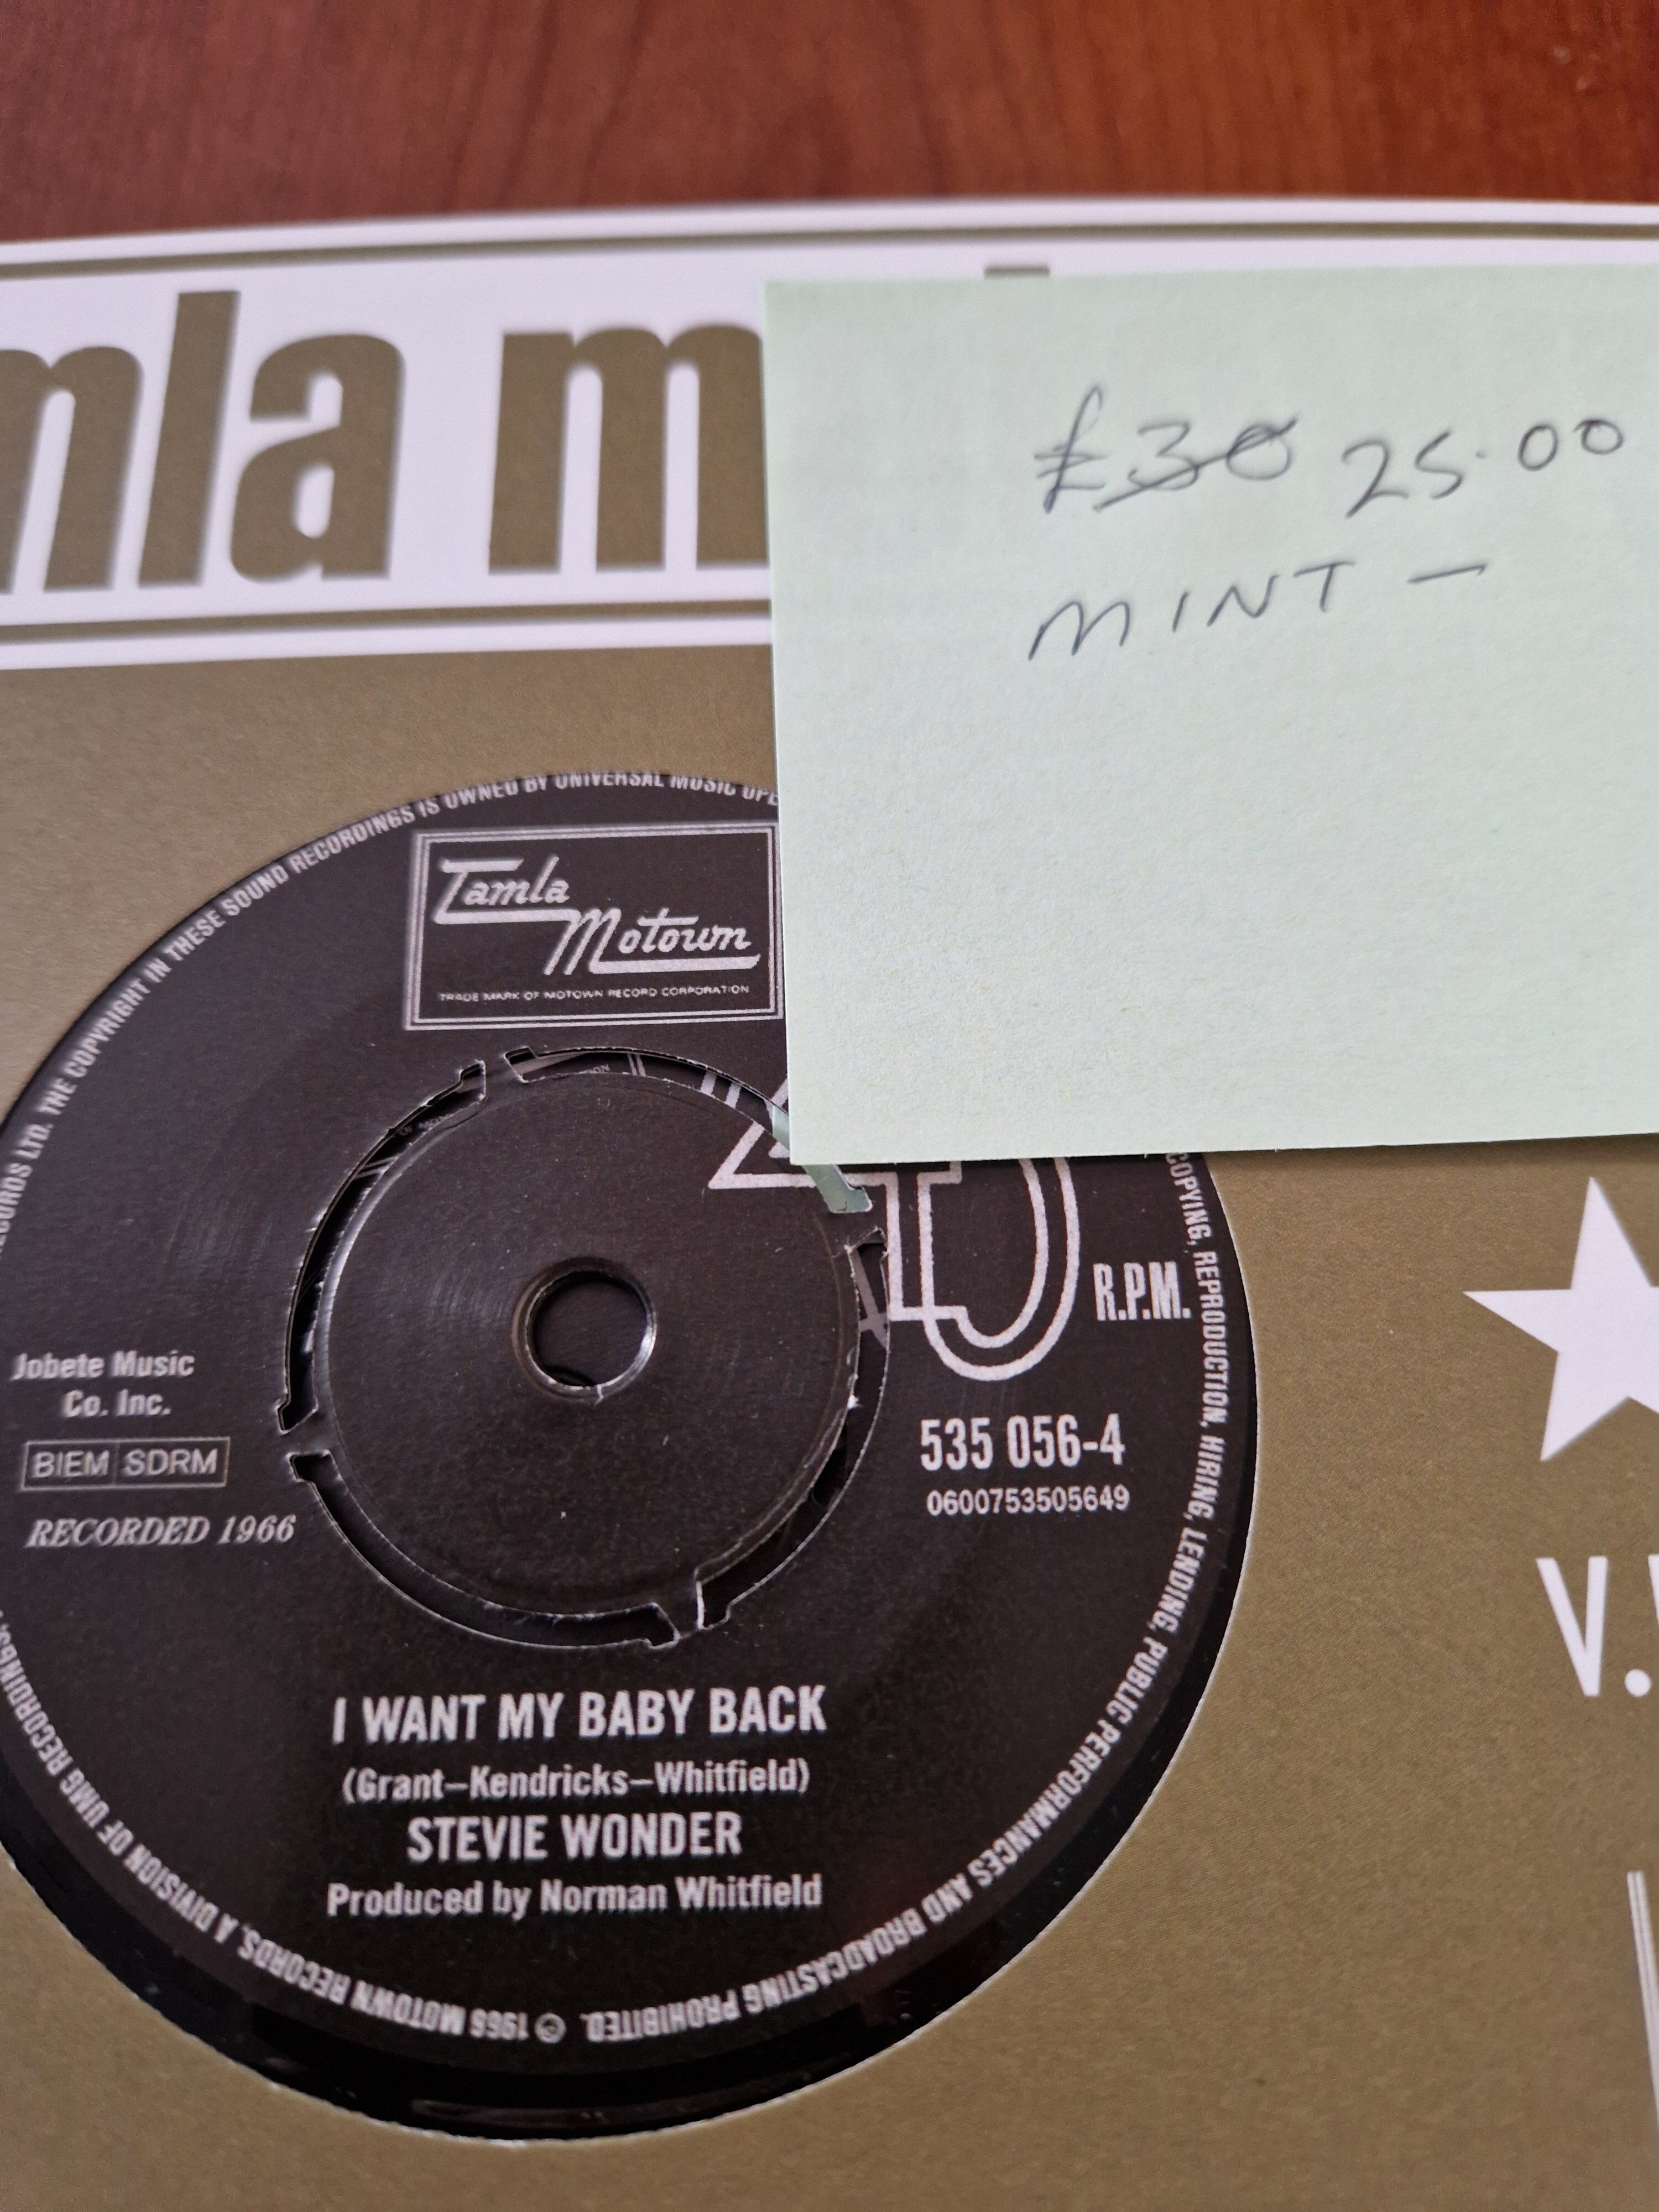 mla m
£30 25.00
MINT –
RECORDS LTD. THE COPYRIGHT IN THESE SOUND RECORDINGS IS OWNED BY UNIVERSAL MUSIC
Tamla
Motown
TRADE MARK OF MOTOWN RECORD CORPORATION
45
R.P.M.
COPYING, REPRODUCTION, HIRING, LENDING, PUBLIC PERFORMANCES AND BROADCASTING PROHIBITED.
Jobete Music
Co. Inc.
BIEM SDRM
RECORDED 1966
535 056-4
0600753505649
V.
I WANT MY BABY BACK
(Grant–Kendricks–Whitfield)
STEVIE WONDER
Produced by Norman Whitfield
℗ 1966 MOTOWN RECORDS, A DIVISION OF UMG RECORDINGS,